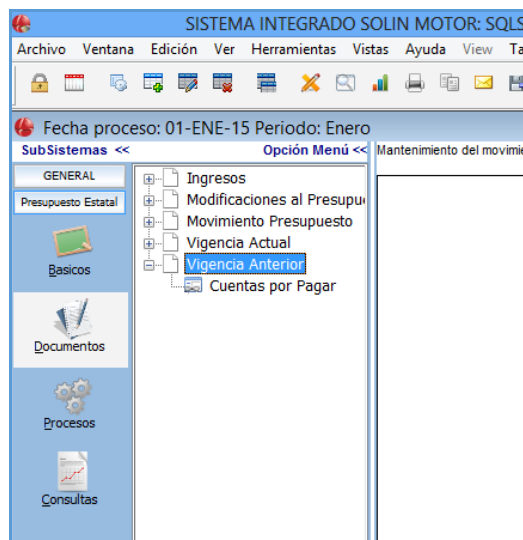 SISTEMA INTEGRADO SOLIN MOTOR: SQLS
Archivo Ventana Edición Ver Herramientas Vistas Ayuda View Ta
Fecha proceso: 01-ENE-15 Periodo: Enero
SubSistemas << Opción Menú << Mantenimiento del movimie
GENERAL
Presupuesto Estatal
Basicos
Documentos
Procesos
Consultas
Ingresos
Modificaciones al Presupu
Movimiento Presupuesto
Vigencia Actual
Vigencia Anterior
Cuentas por Pagar